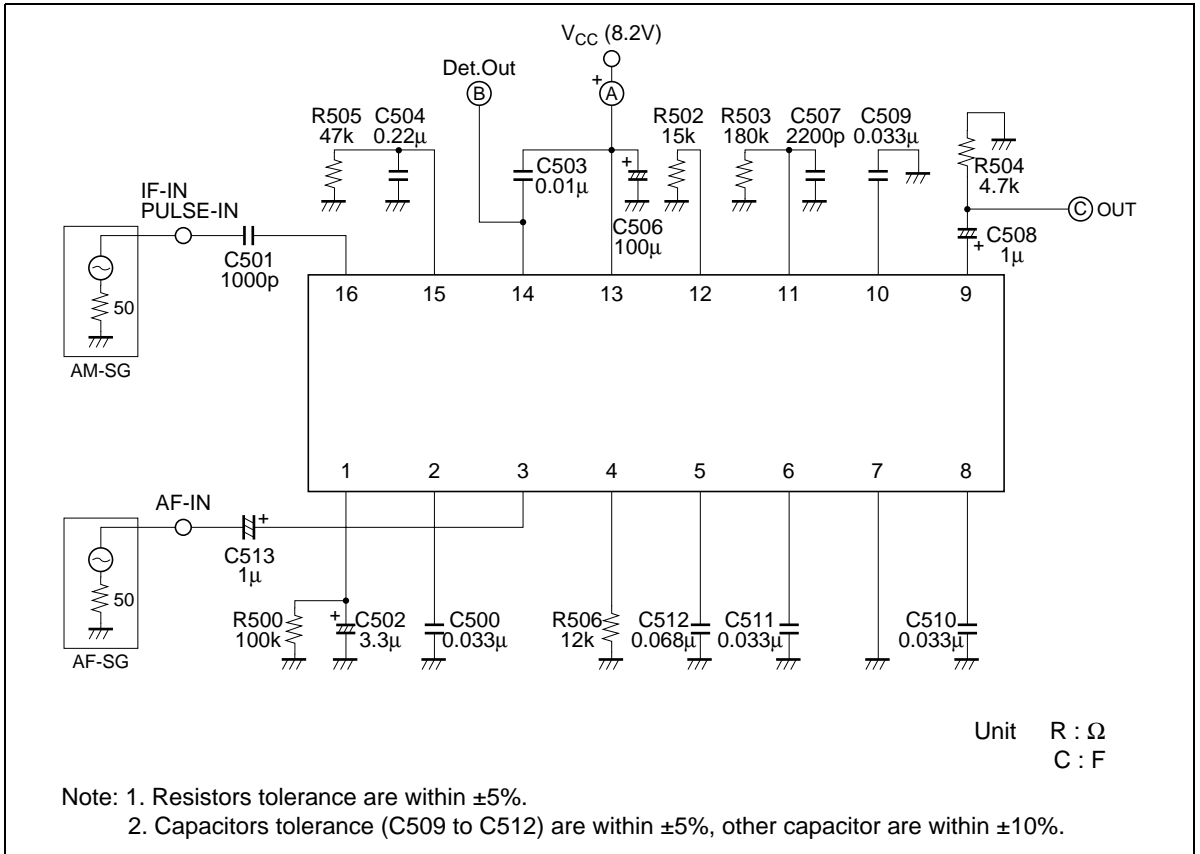 V_CC (8.2V)
Det.Out
+
B
A
R505
47k
C504
0.22μ
C503
0.01μ
+
C506
100μ
R502
15k
R503
180k
C507
2200p
C509
0.033μ
R504
4.7k
C OUT
C508
+
1μ
IF-IN
PULSE-IN
C501
1000p
50
AM-SG
16 15 14 13 12 11 10 9
1 2 3 4 5 6 7 8
AF-IN
+
C513
1μ
50
AF-SG
R500
100k
+
C502
3.3μ
C500
0.033μ
R506
12k
C512
0.068μ
C511
0.033μ
C510
0.033μ
Unit R : Ω
C : F
Note: 1. Resistors tolerance are within ±5%.
2. Capacitors tolerance (C509 to C512) are within ±5%, other capacitor are within ±10%.